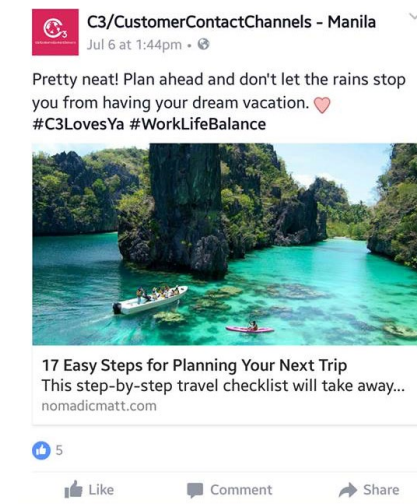 C3/CustomerContactChannels - Manila
Jul 6 at 1:44pm •
Pretty neat! Plan ahead and don't let the rains stop
you from having your dream vacation.
#C3LovesYa #WorkLifeBalance
17 Easy Steps for Planning Your Next Trip
This step-by-step travel checklist will take away...
nomadicmatt.com
5
Like Comment Share